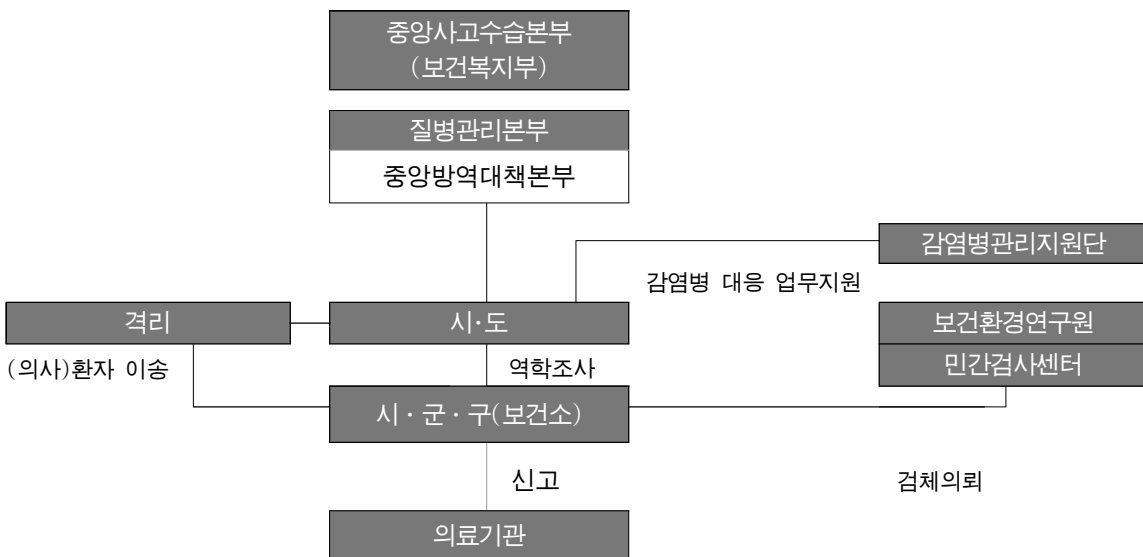 중앙사고수습본부
(보건복지부)
질병관리본부
중앙방역대책본부
감염병관리지원단
감염병 대응 업무지원
격리
시·도
보건환경연구원
(의사)환자 이송
역학조사
민간검사센터
시·군·구(보건소)
신고
검체의뢰
의료기관